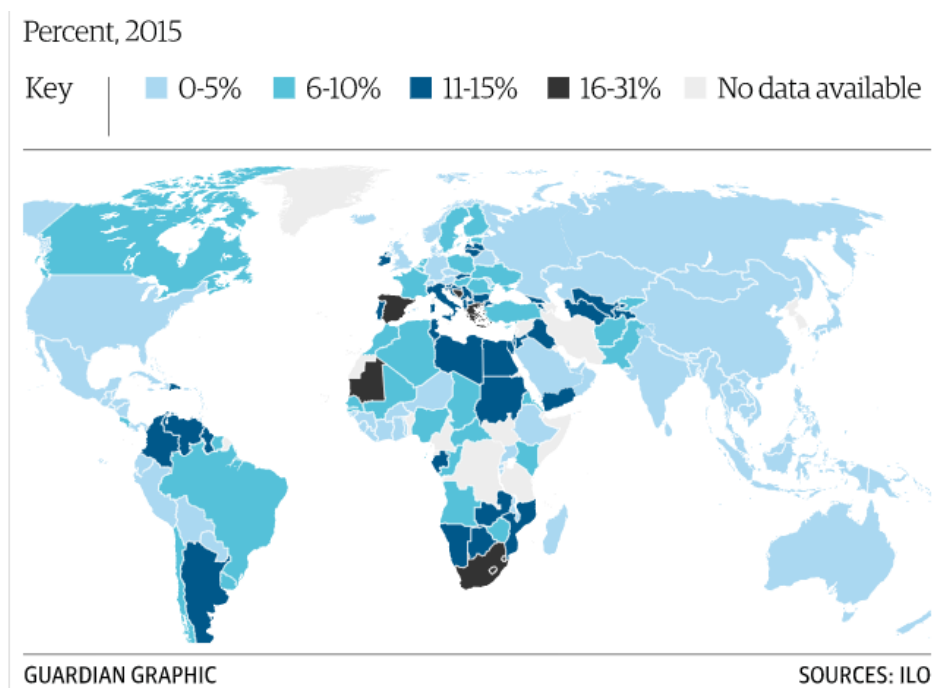 Percent, 2015
Key 0-5% 6-10% 11-15% 16-31% No data available
GUARDIAN GRAPHIC SOURCES: ILO